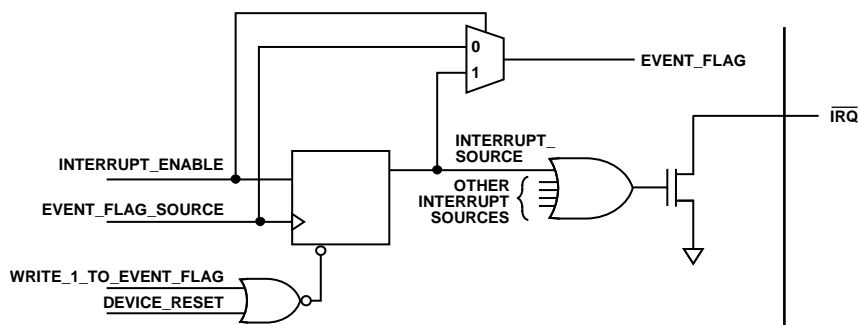 0
EVENT_FLAG
1
IRQ
INTERRUPT_
SOURCE
INTERRUPT_ENABLE
OTHER
INTERRUPT
SOURCES
EVENT_FLAG_SOURCE
WRITE_1_TO_EVENT_FLAG
DEVICE_RESET